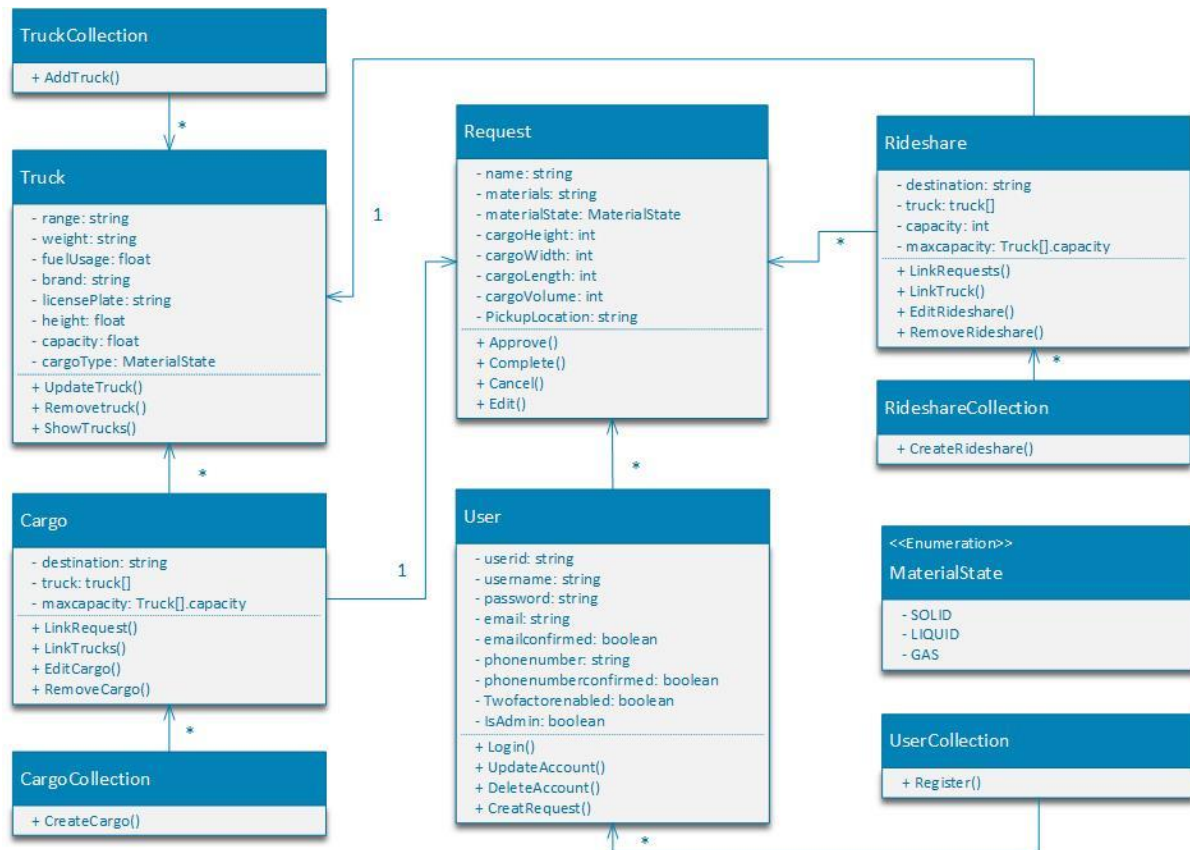 TruckCollection
+ AddTruck()
*
Truck
- range: string
- weight: string
- fuelUsage: float
- brand: string
- licensePlate: string
- height: float
- capacity: float
- cargoType: MaterialState
+ UpdateTruck()
+ Removetruck()
+ ShowTrucks()
*
Cargo
- destination: string
- truck: truck[]
- maxcapacity: Truck[].capacity
+ LinkRequest()
+ LinkTrucks()
+ EditCargo()
+ RemoveCargo()
*
CargoCollection
+ CreateCargo()
1
1
Request
- name: string
- materials: string
- materialState: MaterialState
- cargoHeight: int
- cargoWidth: int
- cargoLength: int
- cargoVolume: int
- PickupLocation: string
+ Approve()
+ Complete()
+ Cancel()
+ Edit()
*
User
- userid: string
- username: string
- password: string
- email: string
- emailconfirmed: boolean
- phonenumber: string
- phonenumberconfirmed: boolean
- Twofactorenabled: boolean
- IsAdmin: boolean
+ Login()
+ UpdateAccount()
+ DeleteAccount()
+ CreatRequest()
*
*
Rideshare
- destination: string
- truck: truck[]
- capacity: int
- maxcapacity: Truck[].capacity
+ LinkRequests()
+ LinkTruck()
+ EditRideshare()
+ RemoveRideshare()
*
RideshareCollection
+ CreateRideshare()
<<Enumeration>>
MaterialState
- SOLID
- LIQUID
- GAS
UserCollection
+ Register()